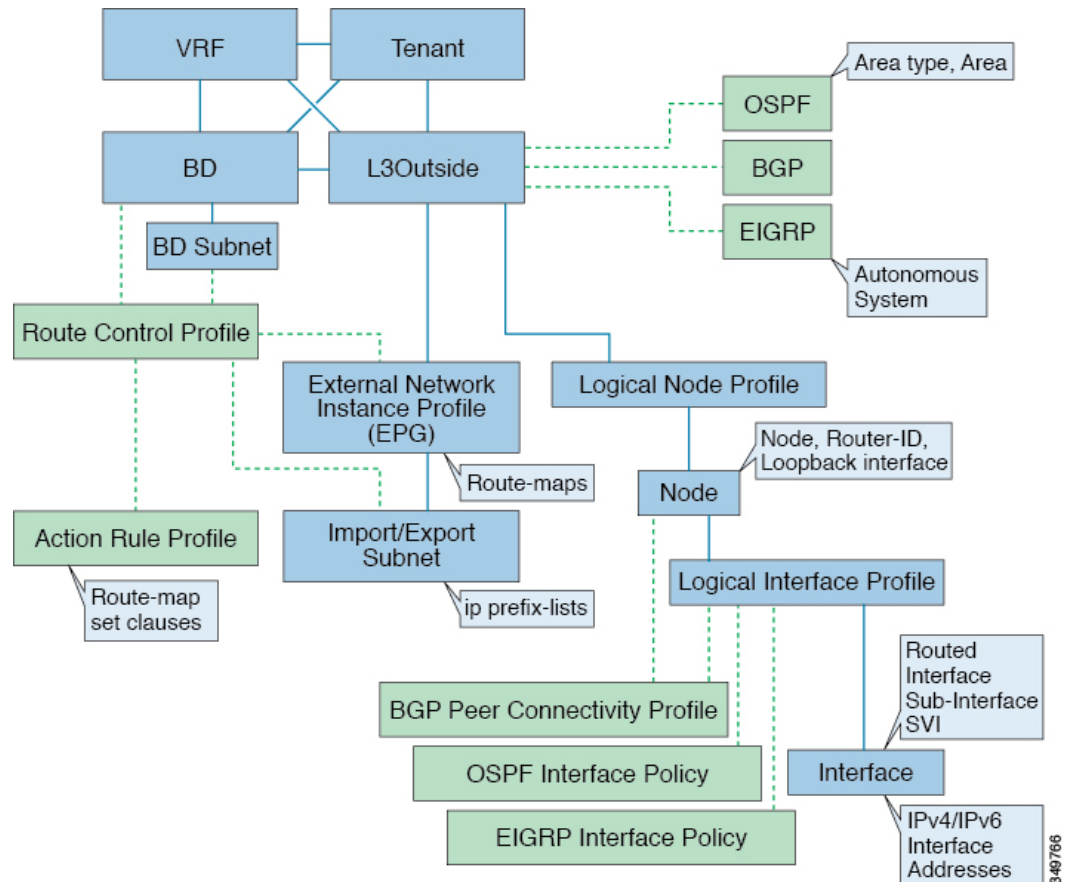 VRF
Tenant
Area type, Area
OSPF
BD
L3Outside
BGP
BD Subnet
EIGRP
Autonomous
System
Route Control Profile
External Network
Instance Profile
(EPG)
Logical Node Profile
Node, Router-ID,
Loopback interface
Route-maps
Node
Action Rule Profile
Import/Export
Subnet
Logical Interface Profile
Route-map
set clauses
ip prefix-lists
Routed
Interface
Sub-Interface
SVI
BGP Peer Connectivity Profile
OSPF Interface Policy
Interface
EIGRP Interface Policy
IPv4/IPv6
Interface
Addresses
349766